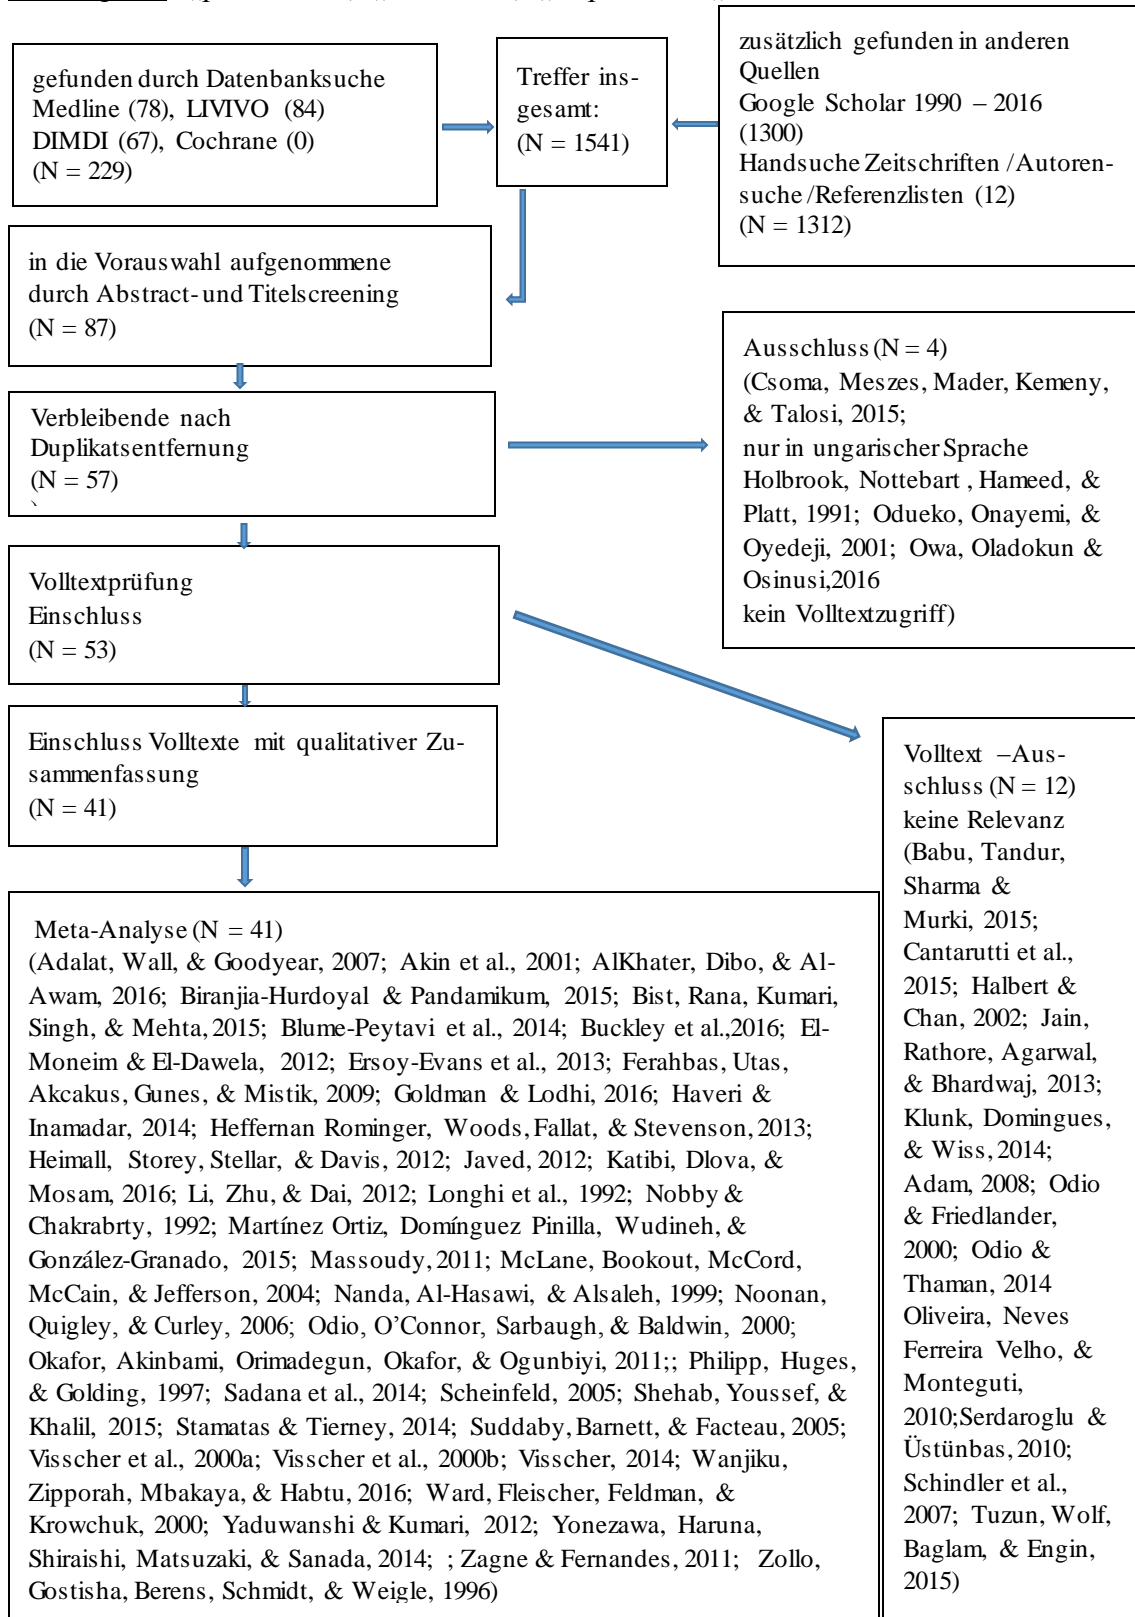 gefunden durch Datenbanksuche
Medline (78), LIVIVO (84)
DIMDI (67), Cochrane (0)
(N = 229)
Treffer ins-
gesamt:
(N = 1541)
zusätzlich gefunden in anderen
Quellen
Google Scholar 1990 – 2016
(1300)
Handsuche Zeitschriften /Autoren-
suche /Referenzlisten (12)
(N = 1312)
in die Vorauswahl aufgenommene
durch Abstract- und Titelscreening
(N = 87)
Verbleibende nach
Duplikatsentfernung
(N = 57)
Ausschluss (N = 4)
(Csoma, Meszes, Mader, Kemeny,
& Talosi, 2015;
nur in ungarischer Sprache
Holbrook, Nottebart , Hameed, &
Platt, 1991; Odueko, Onayemi, &
Oyedeji, 2001; Owa, Oladokun &
Osinusi,2016
kein Volltextzugriff)
Volltextprüfung
Einschluss
(N = 53)
Einschluss Volltexte mit qualitativer Zu-
sammenfassung
(N = 41)
Volltext –Aus-
schluss (N = 12)
keine Relevanz
(Babu, Tandur,
Sharma &
Murki, 2015;
Cantarutti et al.,
2015; Halbert &
Chan, 2002; Jain,
Rathore, Agarwal,
& Bhardwaj, 2013;
Klunk, Domingues,
& Wiss, 2014;
Adam, 2008; Odio
& Friedlander,
2000; Odio &
Thaman, 2014
Oliveira, Neves
Ferreira Velho, &
Monteguti,
2010;Serdaroglu &
Üstünbas, 2010;
Schindler et al.,
2007; Tuzun, Wolf,
Baglam, & Engin,
2015)
Meta-Analyse (N = 41)
(Adalat, Wall, & Goodyear, 2007; Akin et al., 2001; AlKhater, Dibo, & Al-
Awam, 2016; Biranjia-Hurdoyal & Pandamikum, 2015; Bist, Rana, Kumari,
Singh, & Mehta, 2015; Blume-Peytavi et al., 2014; Buckley et al.,2016; El-
Moneim & El-Dawela, 2012; Ersoy-Evans et al., 2013; Ferahbas, Utas,
Akcakus, Gunes, & Mistik, 2009; Goldman & Lodhi, 2016; Haveri &
Inamadar, 2014; Heffernan Rominger, Woods, Fallat, & Stevenson, 2013;
Heimall, Storey, Stellar, & Davis, 2012; Javed, 2012; Katibi, Dlova, &
Mosam, 2016; Li, Zhu, & Dai, 2012; Longhi et al., 1992; Nobby &
Chakrabrty, 1992; Martínez Ortiz, Domínguez Pinilla, Wudineh, &
González-Granado, 2015; Massoudy, 2011; McLane, Bookout, McCord,
McCain, & Jefferson, 2004; Nanda, Al-Hasawi, & Alsaleh, 1999; Noonan,
Quigley, & Curley, 2006; Odio, O’Connor, Sarbaugh, & Baldwin, 2000;
Okafor, Akinbami, Orimadegun, Okafor, & Ogunbiyi, 2011;; Philipp, Huges,
& Golding, 1997; Sadana et al., 2014; Scheinfeld, 2005; Shehab, Youssef, &
Khalil, 2015; Stamatas & Tierney, 2014; Suddaby, Barnett, & Facteau, 2005;
Visscher et al., 2000a; Visscher et al., 2000b; Visscher, 2014; Wanjiku,
Zipporah, Mbakaya, & Habtu, 2016; Ward, Fleischer, Feldman, &
Krowchuk, 2000; Yaduwanshi & Kumari, 2012; Yonezawa, Haruna,
Shiraishi, Matsuzaki, & Sanada, 2014; ; Zagne & Fernandes, 2011; Zollo,
Gostisha, Berens, Schmidt, & Weigle, 1996)